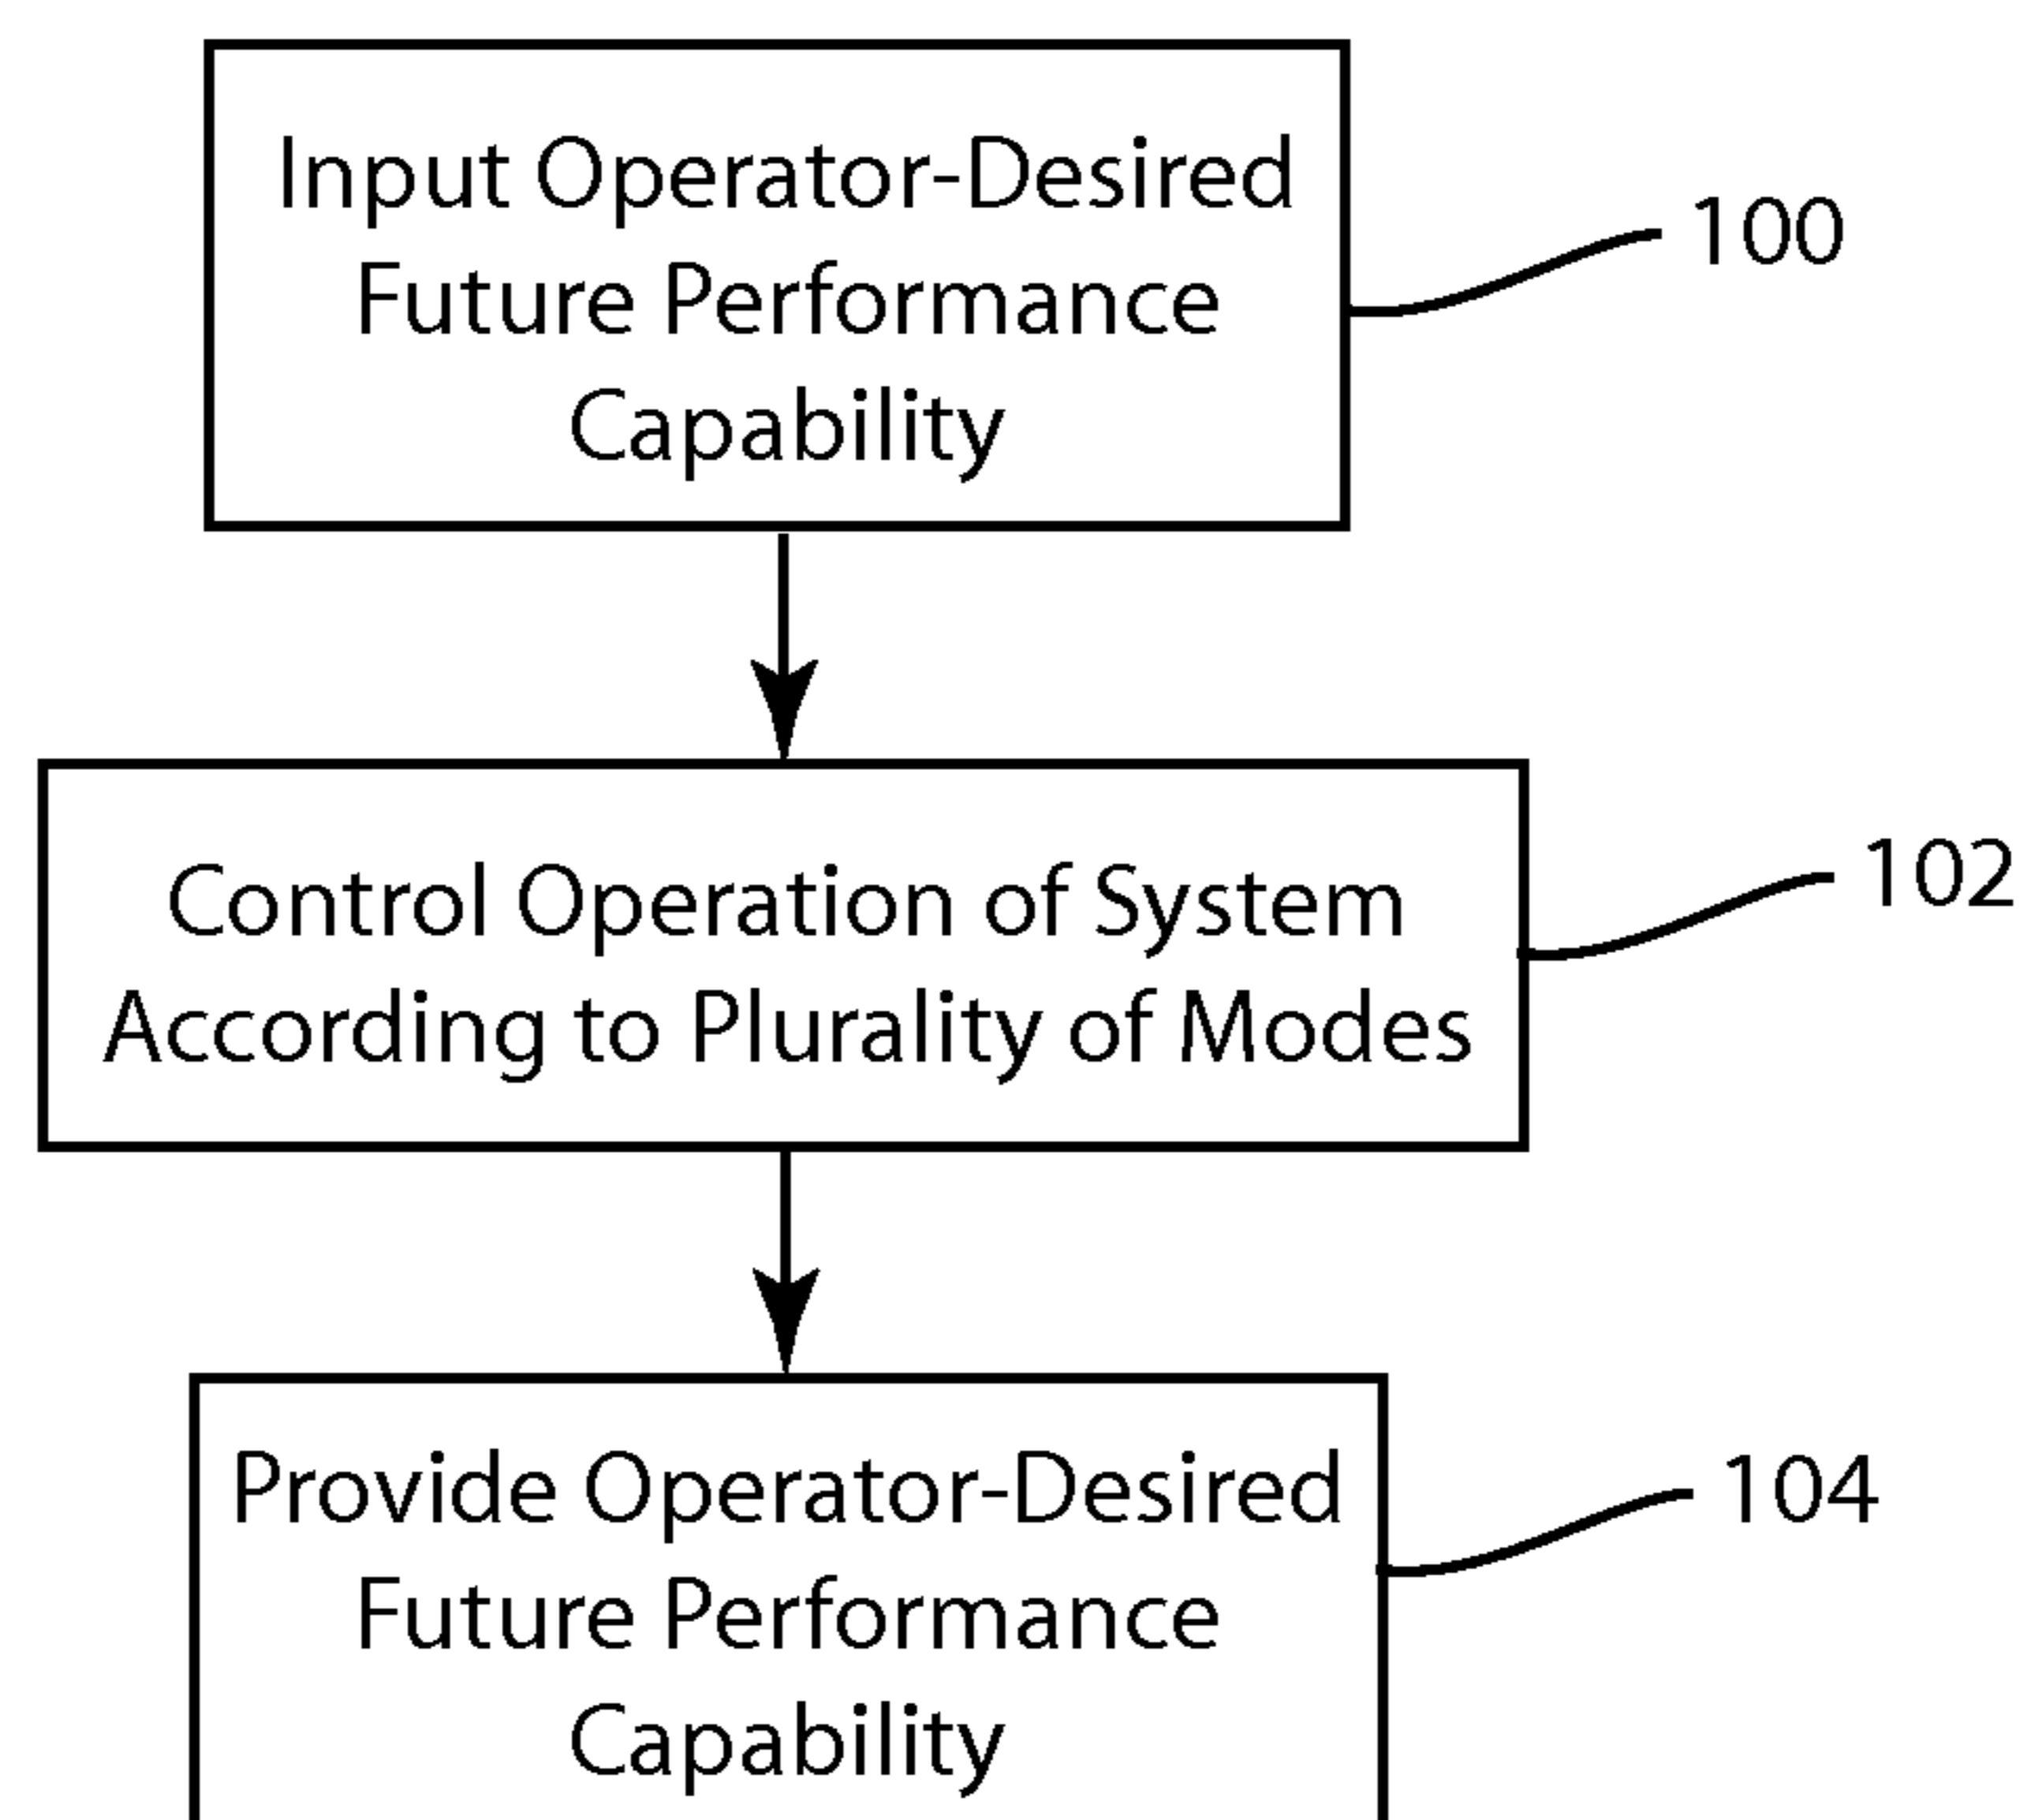 Input Operator-Desired
Future Performance
Capability
100
Control Operation of System
According to Plurality of Modes
102
Provide Operator-Desired
Future Performance
Capability
104